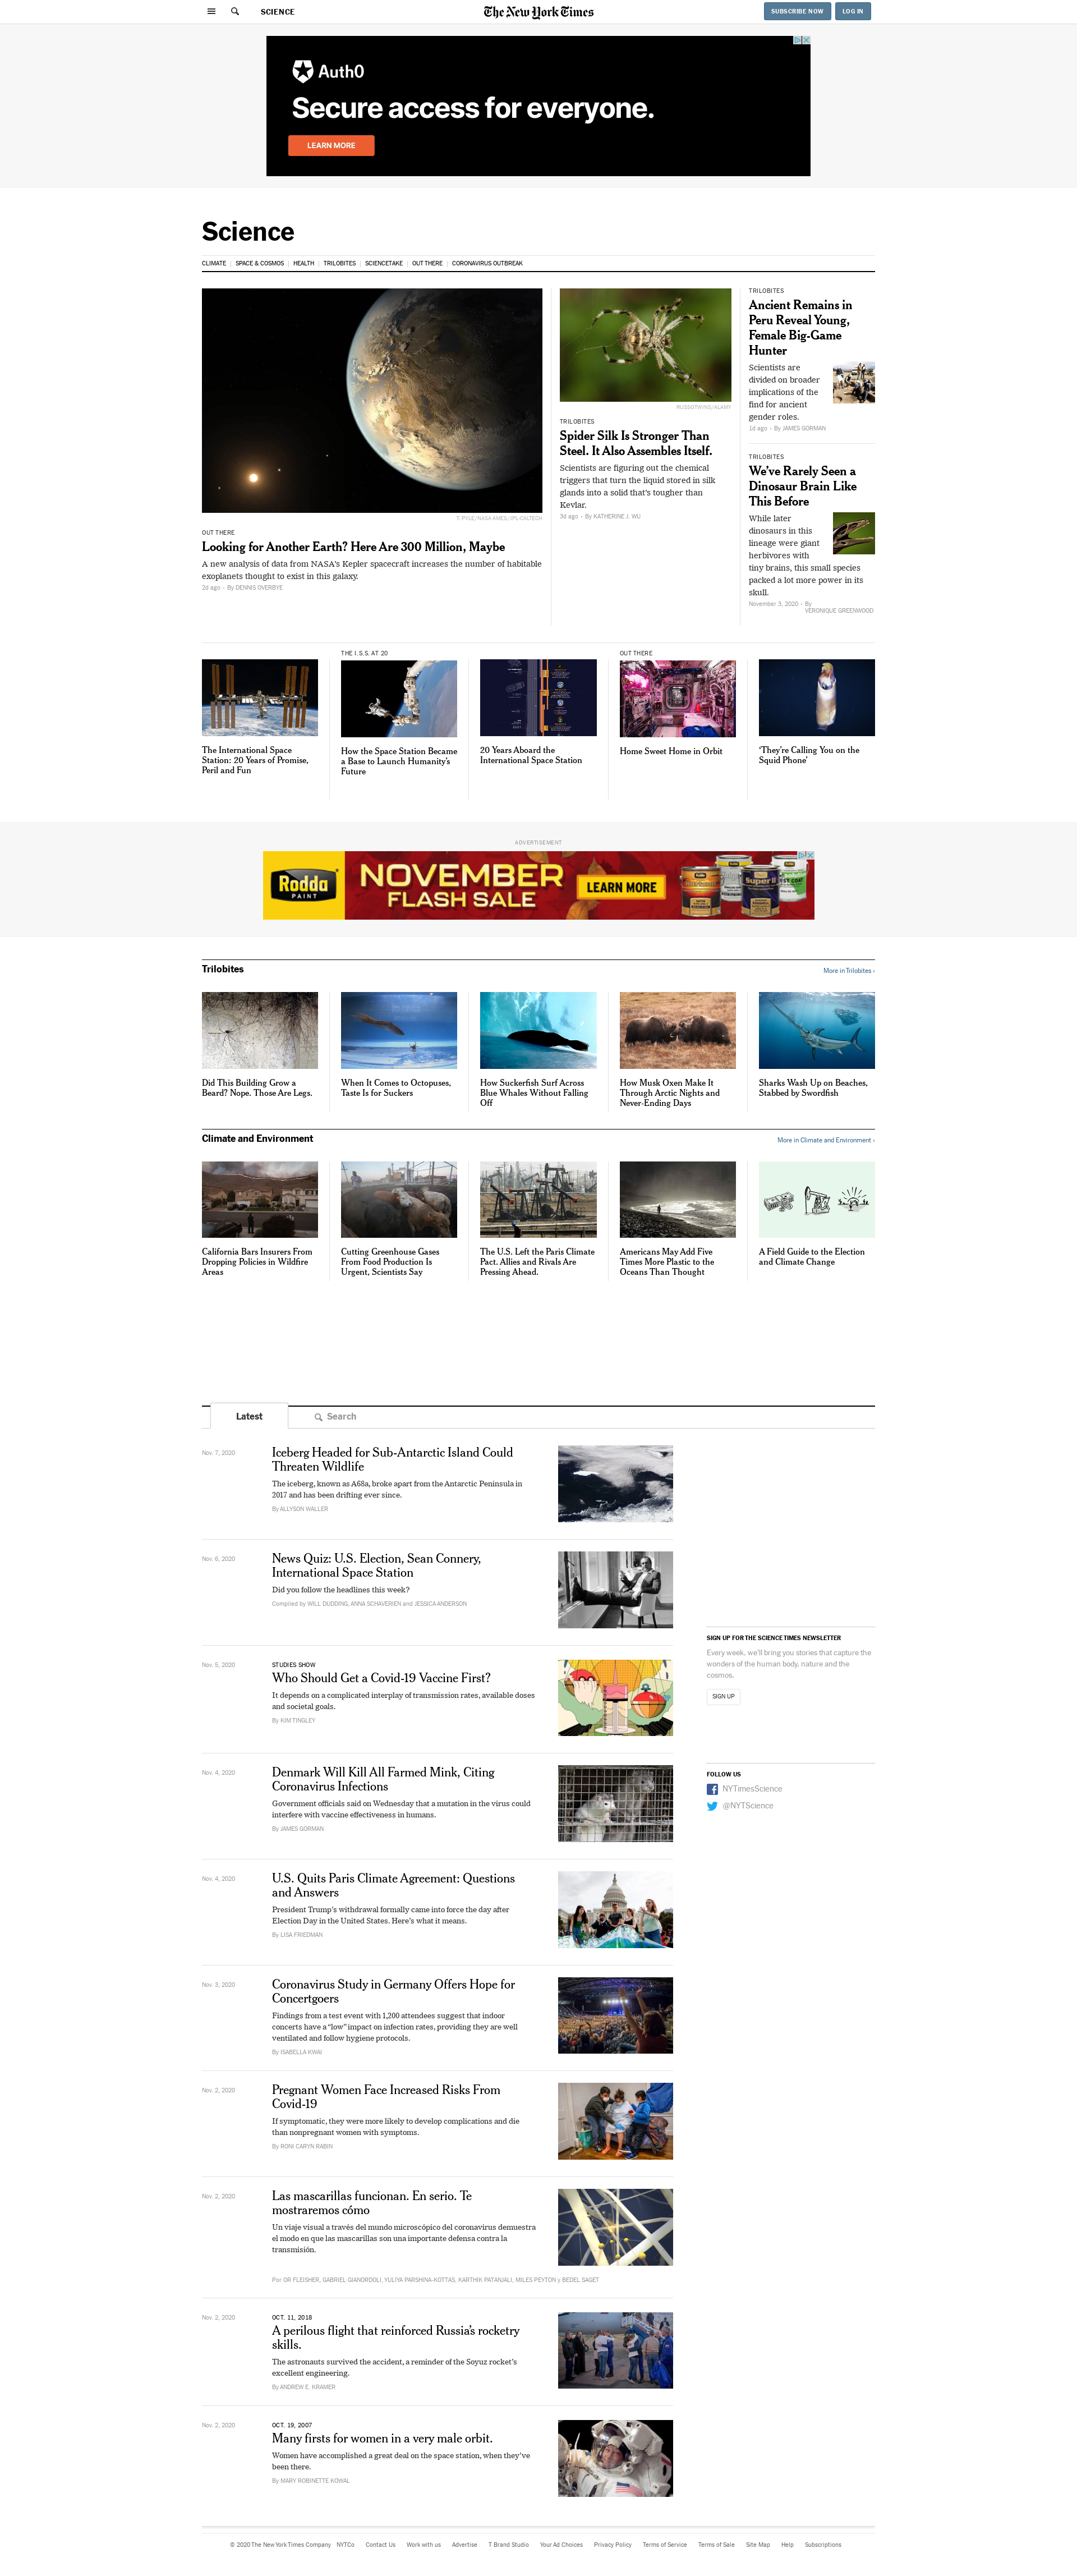 SCIENCE
The New York Times
SUBSCRIBE NOW
LOG IN
Auth0
Secure access for everyone.
LEARN MORE
Science
CLIMATE
SPACE & COSMOS
HEALTH
TRILOBITES
SCIENCETAKE
OUT THERE
CORONAVIRUS OUTBREAK
T. PYLE/NASA AMES/JPL-CALTECH
OUT THERE
Looking for Another Earth? Here Are 300 Million, Maybe
A new analysis of data from NASA's Kepler spacecraft increases the number of habitable
exoplanets thought to exist in this galaxy.
2d ago • By DENNIS OVERBYE
RUSSOTWINS/ALAMY
TRILOBITES
Spider Silk Is Stronger Than
Steel. It Also Assembles Itself.
Scientists are figuring out the chemical
triggers that turn the liquid stored in silk
glands into a solid that's tougher than
Kevlar.
3d ago • By KATHERINE J. WU
TRILOBITES
Ancient Remains in
Peru Reveal Young,
Female Big-Game
Hunter
Scientists are
divided on broader
implications of the
find for ancient
gender roles.
1d ago • By JAMES GORMAN
TRILOBITES
We've Rarely Seen a
Dinosaur Brain Like
This Before
While later
dinosaurs in this
lineage were giant
herbivores with
tiny brains, this small species
packed a lot more power in its
skull.
November 3, 2020 • By
VERONIQUE GREENWOOD
The International Space
Station: 20 Years of Promise,
Peril and Fun
THE I.S.S. AT 20
How the Space Station Became
a Base to Launch Humanity's
Future
20 Years Aboard the
International Space Station
OUT THERE
Home Sweet Home in Orbit
'They're Calling You on the
Squid Phone'
ADVERTISEMENT
Rodda
PAINT
NOVEMBER
FLASH SALE
LEARN MORE
Trilobites
More in Trilobites ›
Did This Building Grow a
Beard? Nope. Those Are Legs.
When It Comes to Octopuses,
Taste Is for Suckers
How Suckerfish Surf Across
Blue Whales Without Falling
Off
How Musk Oxen Make It
Through Arctic Nights and
Never-Ending Days
Sharks Wash Up on Beaches,
Stabbed by Swordfish
Climate and Environment
More in Climate and Environment ›
California Bars Insurers From
Dropping Policies in Wildfire
Areas
Cutting Greenhouse Gases
From Food Production Is
Urgent, Scientists Say
The U.S. Left the Paris Climate
Pact. Allies and Rivals Are
Pressing Ahead.
Americans May Add Five
Times More Plastic to the
Oceans Than Thought
A Field Guide to the Election
and Climate Change
Latest
Search
Nov. 7, 2020
Iceberg Headed for Sub-Antarctic Island Could
Threaten Wildlife
The iceberg, known as A68a, broke apart from the Antarctic Peninsula in
2017 and has been drifting ever since.
By ALLYSON WALLER
Nov. 6, 2020
News Quiz: U.S. Election, Sean Connery,
International Space Station
Did you follow the headlines this week?
Compiled by WILL DUDDING, ANNA SCHAVERIEN and JESSICA ANDERSON
SIGN UP FOR THE SCIENCE TIMES NEWSLETTER
Every week, we'll bring you stories that capture the
wonders of the human body, nature and the
cosmos.
SIGN UP
Nov. 5, 2020
STUDIES SHOW
Who Should Get a Covid-19 Vaccine First?
It depends on a complicated interplay of transmission rates, available doses
and societal goals.
By KIM TINGLEY
FOLLOW US
NYTimesScience
@NYTScience
Nov. 4, 2020
Denmark Will Kill All Farmed Mink, Citing
Coronavirus Infections
Government officials said on Wednesday that a mutation in the virus could
interfere with vaccine effectiveness in humans.
By JAMES GORMAN
Nov. 4, 2020
U.S. Quits Paris Climate Agreement: Questions
and Answers
President Trump's withdrawal formally came into force the day after
Election Day in the United States. Here's what it means.
By LISA FRIEDMAN
Nov. 3, 2020
Coronavirus Study in Germany Offers Hope for
Concertgoers
Findings from a test event with 1,200 attendees suggest that indoor
concerts have a "low" impact on infection rates, providing they are well
ventilated and follow hygiene protocols.
By ISABELLA KWAI
Nov. 2, 2020
Pregnant Women Face Increased Risks From
Covid-19
If symptomatic, they were more likely to develop complications and die
than nonpregnant women with symptoms.
By RONI CARYN RABIN
Nov. 2, 2020
Las mascarillas funcionan. En serio. Te
mostraremos cómo
Un viaje visual a través del mundo microscópico del coronavirus demuestra
el modo en que las mascarillas son una importante defensa contra la
transmisión.
Por OR FLEISHER, GABRIEL GIANORDOLI, YULIYA PARSHINA-KOTTAS, KARTHIK PATANJALI, MILES PEYTON y BEDEL SAGET
Nov. 2, 2020
OCT. 11, 2018
A perilous flight that reinforced Russia's rocketry
skills.
The astronauts survived the accident, a reminder of the Soyuz rocket's
excellent engineering.
By ANDREW E. KRAMER
Nov. 2, 2020
OCT. 19, 2007
Many firsts for women in a very male orbit.
Women have accomplished a great deal on the space station, when they've
been there.
By MARY ROBINETTE KOWAL
© 2020 The New York Times Company
NYTCo
Contact Us
Work with us
Advertise
T Brand Studio
Your Ad Choices
Privacy Policy
Terms of Service
Terms of Sale
Site Map
Help
Subscriptions